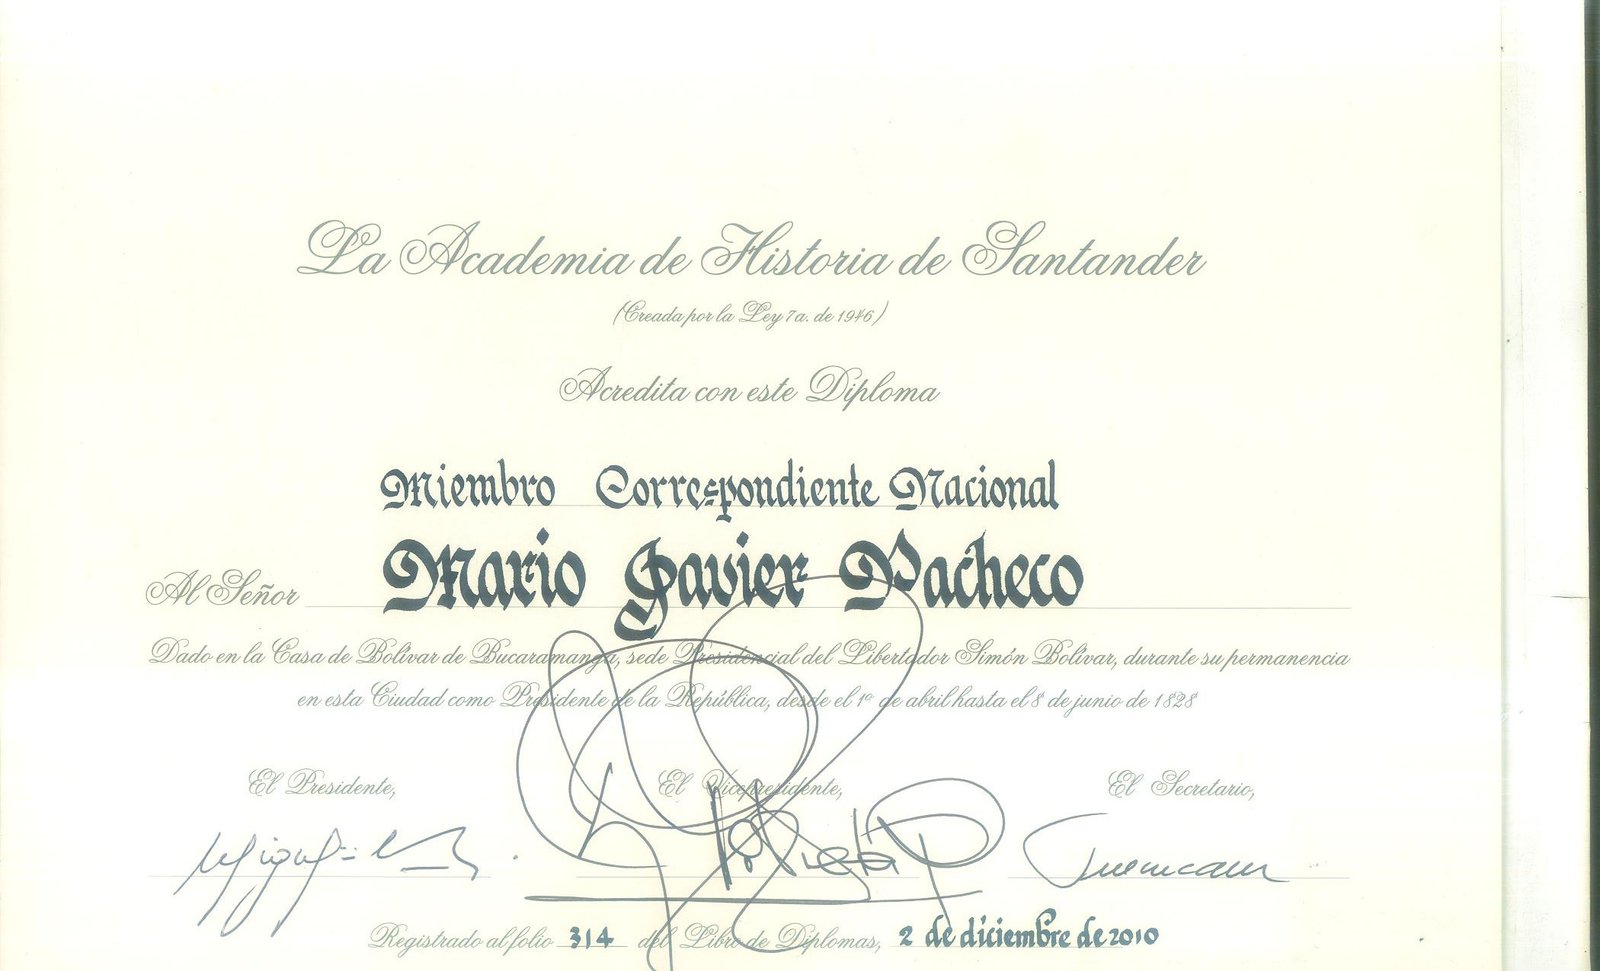 La Academia de Historia de Santander
(Creada por la Ley 7a. de 1946)
Acredita con este Diploma
Miembro Correspondiente Nacional
Al Señor Mario Javier Pacheco
Dado en la Casa de Bolívar de Bucaramanga, sede Presidencial del Libertador Simón Bolívar, durante su permanencia
en esta Ciudad como Presidente de la República, desde el 1º de abril hasta el 8 de junio de 1828
El Presidente, El Vicepresidente, El Secretario,
Registrado al folio 314 del Libro de Diplomas, 2 de diciembre de 2010